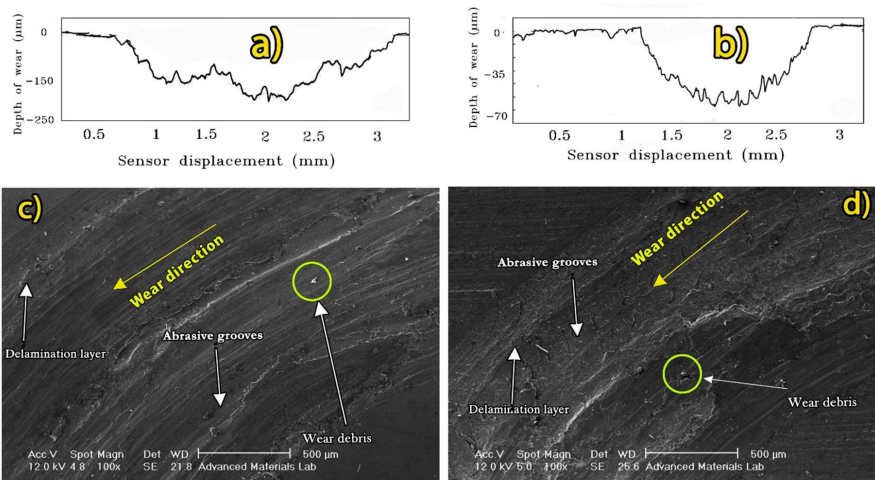 a)
Depth of wear (μm)
0
−150
−250
0.5 1 1.5 2 2.5 3
Sensor displacement (mm)
b)
Depth of wear (μm)
0
−35
−70
0.5 1 1.5 2 3
Sensor displacement (mm)
c)
Wear direction
Delamination layer
Abrasive grooves
Wear debris
Acc.V Spot Magn Det WD 500 μm
12.0 kV 4.8 100x SE 21.8 Advanced Materials Lab
d)
Wear direction
Abrasive grooves
Delamination layer
Wear debris
Acc.V Spot Magn Det WD 500 μm
12.0 kV 5.0 100x SE 25.6 Advanced Materials Lab